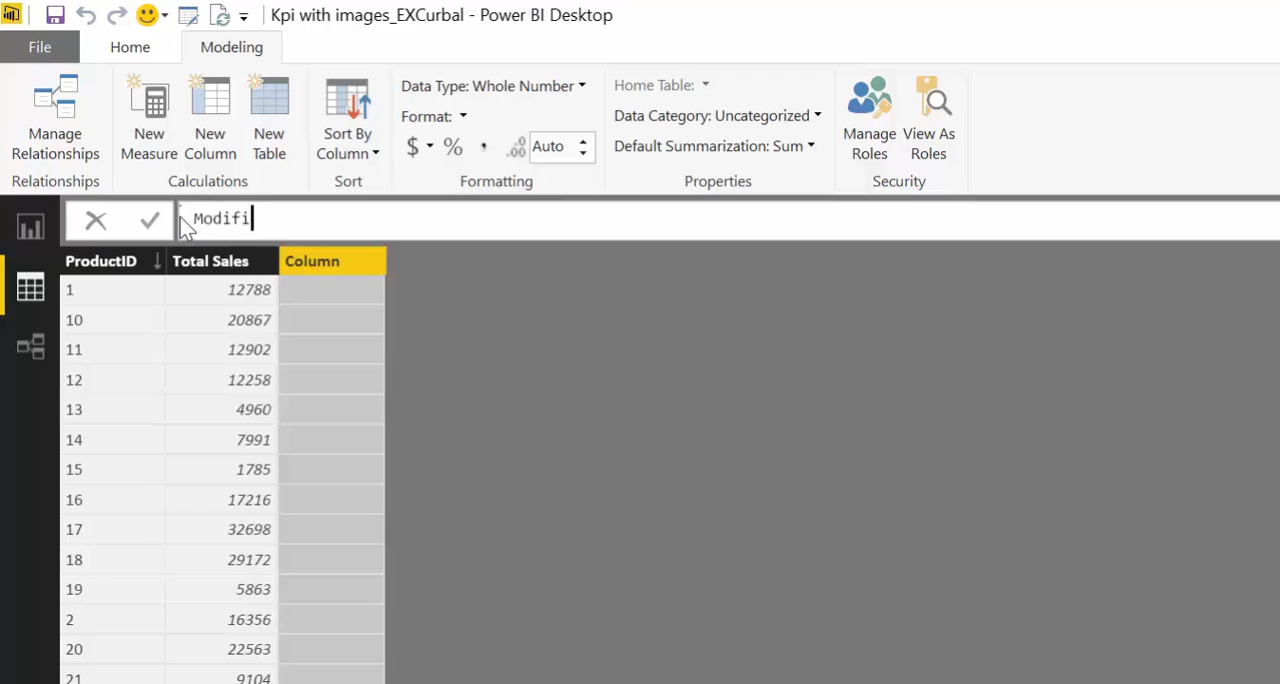 Kpi with images_EXCurbal - Power BI Desktop
File Home Modeling
Manage Relationships
New Measure
New Column
New Table
Sort By Column
Data Type: Whole Number
Format:
$ % , .00 Auto
Home Table:
Data Category: Uncategorized
Default Summarization: Sum
Manage Roles
View As Roles
Relationships Calculations Sort Formatting Properties Security
Modifi
ProductID Total Sales Column
1 12788
10 20867
11 12902
12 12258
13 4960
14 7991
15 1785
16 17216
17 32698
18 29172
19 5863
2 16356
20 22563
21 9104